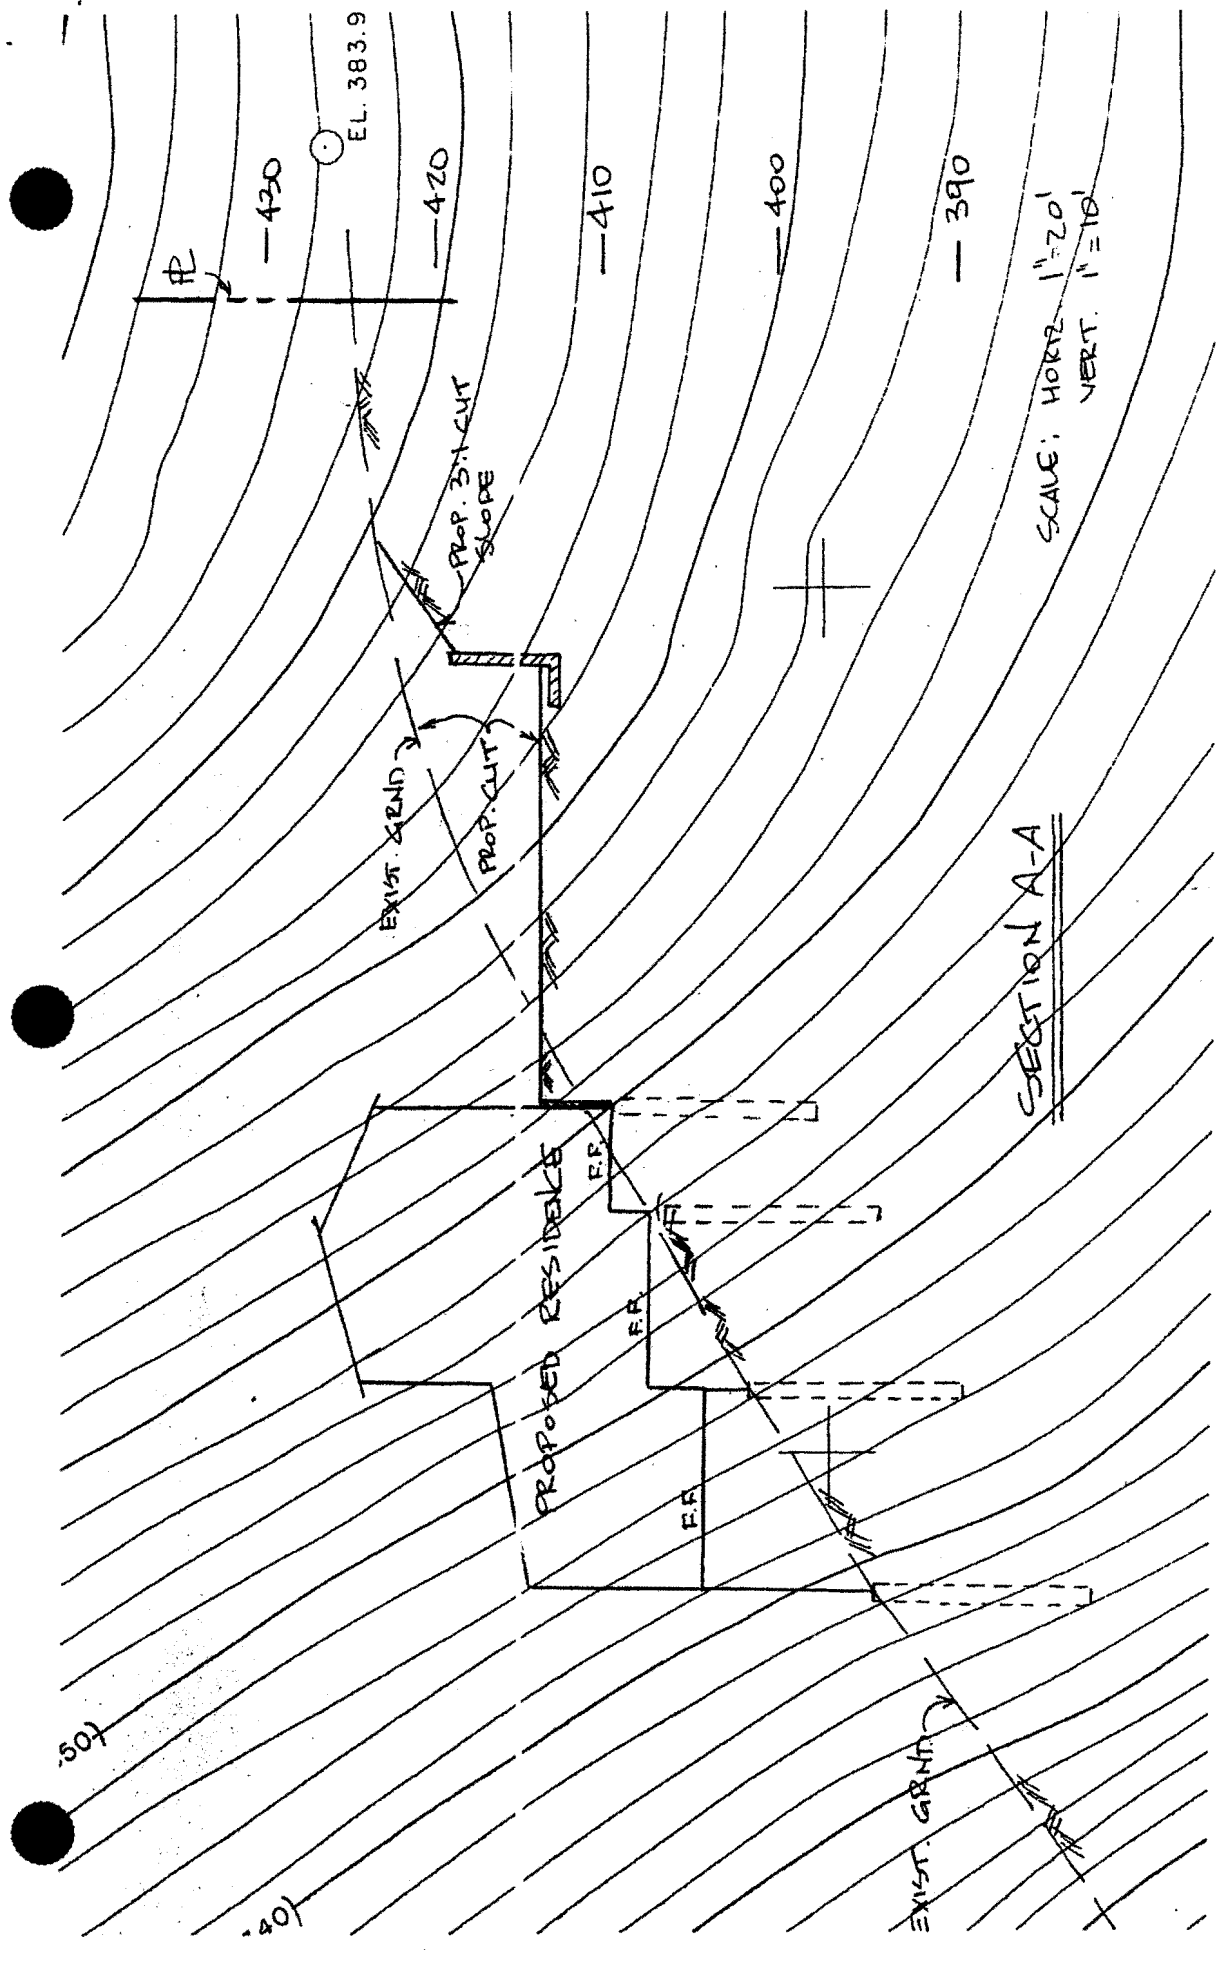 EL. 383.9
PL
—430
—420
—410
—400
—390
PROP. 3:1 CUT
SLOPE
EXIST. GRND
PROP. CUT
PROPOSED RESIDENCE
F.F.
F.F.
F.F.
EXIST. GRND.
SECTION A-A
SCALE: HORIZ. 1"=20'
VERT. 1"=10'
50)
40)